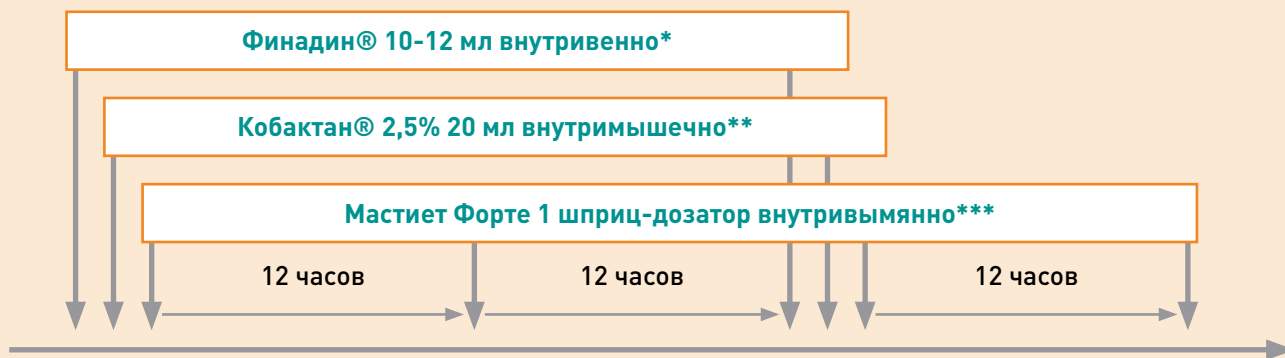 Финадин® 10-12 мл внутривенно*
Кобактан® 2,5% 20 мл внутримышечно**
Мастиет Форте 1 шприц-дозатор внутривымянно***
12 часов
12 часов
12 часов